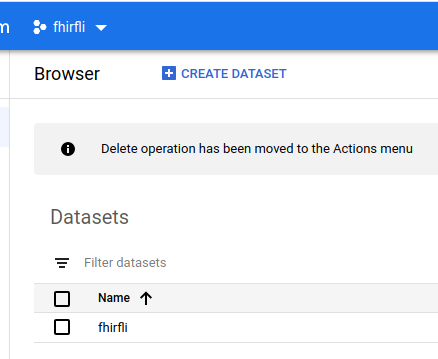 m fhirfli
Browser CREATE DATASET
Delete operation has been moved to the Actions menu
Datasets
Filter datasets
Name
fhirfli